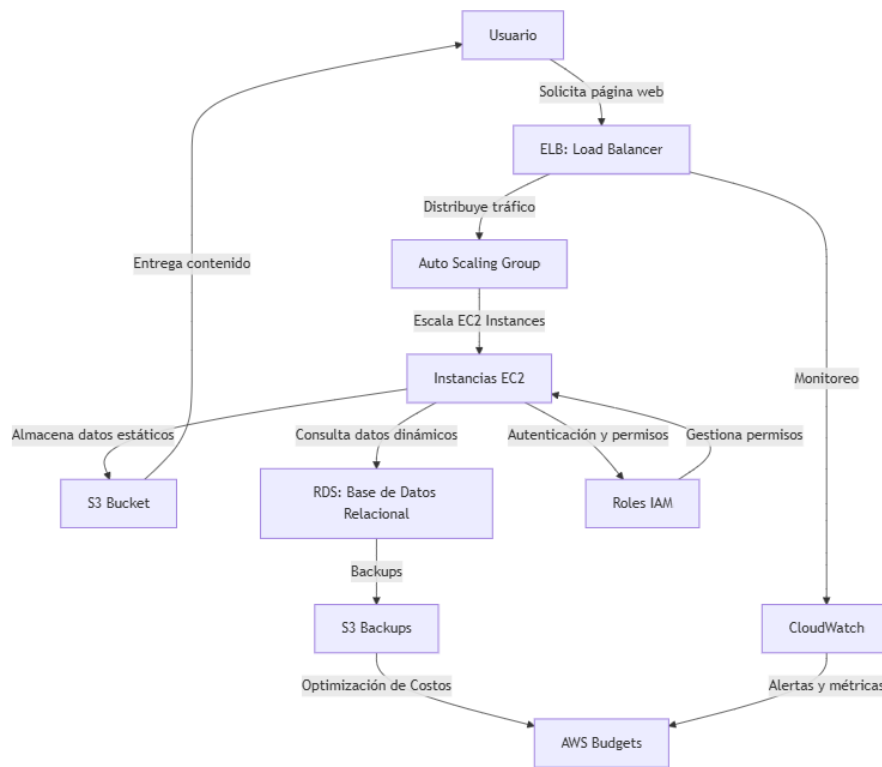 Usuario
Solicita página web
ELB: Load Balancer
Distribuye tráfico
Entrega contenido
Auto Scaling Group
Escala EC2 Instances
Instancias EC2
Monitoreo
Almacena datos estáticos
Consulta datos dinámicos
Autenticación y permisos
Gestiona permisos
S3 Bucket
RDS: Base de Datos
Relacional
Roles IAM
Backups
S3 Backups
CloudWatch
Optimización de Costos
Alertas y métricas
AWS Budgets